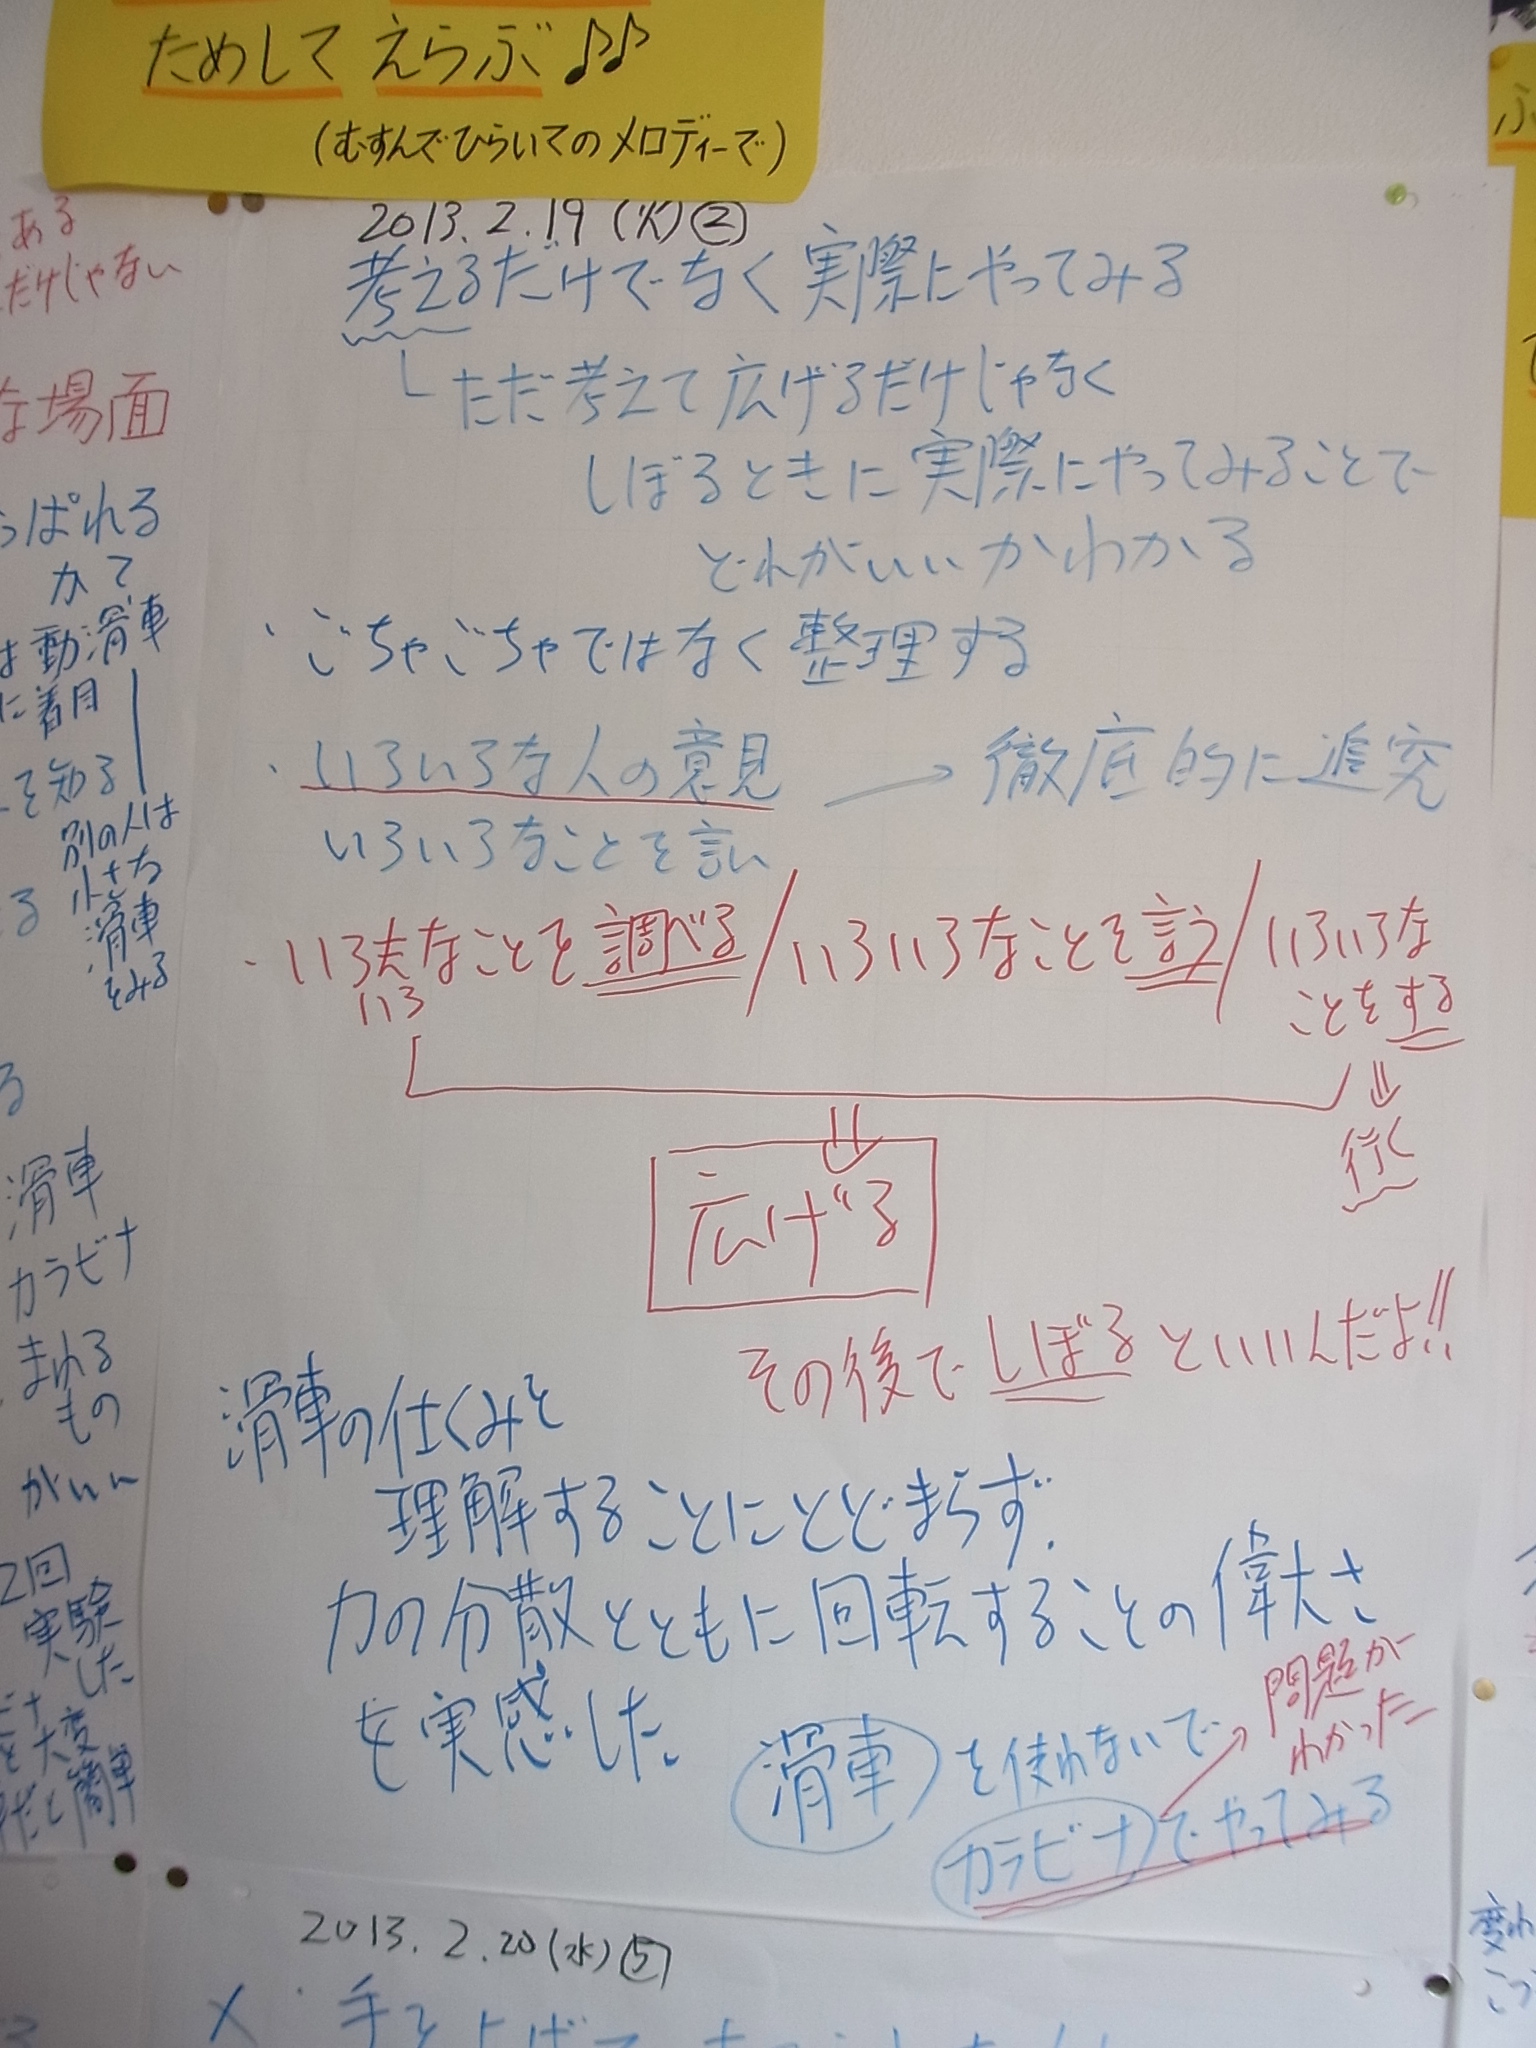 ためして えらぶ♪♪
(むすんでひらいてのメロディーで)
2013.2.19(火)②
考えるだけでなく実際にやってみる
ただ考えて広げるだけじゃなく
しぼるときに実際にやってみることで
どれがいいかわかる
・ごちゃごちゃではなく整理する
・いろいろな人の意見 → 徹底的に追究
いろいろなことを言い
・いろんなことを調べる/いろいろなことを言う/いろいろな
いろ
ことをする
⇓
行く
⇓
広げる
その後でしぼるといいんだよ!!
滑車の仕くみを
理解することにとどまらず.
力の分散とともに回転することの偉大さ
を実感した
滑車を使わないで
カラビナでやってみる
→問題が
わかった
2013.2.20(水)⑤
ある
だけじゃない
な場面
っぱれる
かて
は動滑車
に着目
を知る
別の人は
小さな
滑車
をみる
る
る
滑車
カラビナ
まれる
もの
がいい
2回
実験
した
と大変
だと簡単
変わ